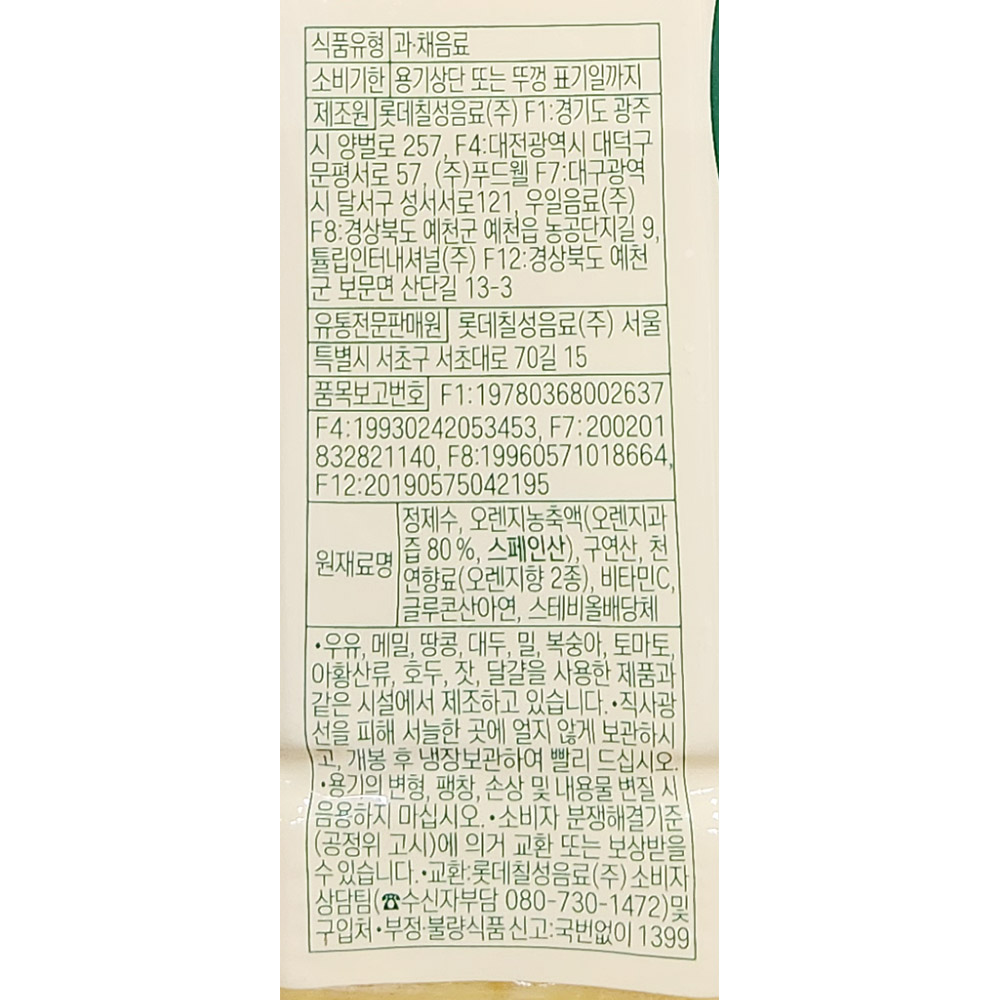 식품유형 과·채음료
소비기한 용기상단 또는 뚜껑 표기일까지
제조원 롯데칠성음료(주) F1:경기도 광주
시 양벌로 257, F4:대전광역시 대덕구
문평서로 57, (주)푸드웰 F7:대구광역
시 달서구 성서서로121, 우일음료(주)
F8:경상북도 예천군 예천읍 농공단지길 9,
튤립인터내셔널(주) F12:경상북도 예천
군 보문면 산단길 13-3
유통전문판매원 롯데칠성음료(주) 서울
특별시 서초구 서초대로 70길 15
품목보고번호 F1:19780368002637
F4:19930242053453, F7:200201
832821140, F8:19960571018664,
F12:20190575042195
원재료명 정제수, 오렌지농축액(오렌지과
즙 80%, 스페인산), 구연산, 천
연향료(오렌지향 2종), 비타민C,
글루콘산아연, 스테비올배당체
•우유, 메밀, 땅콩, 대두, 밀, 복숭아, 토마토,
아황산류, 호두, 잣, 달걀을 사용한 제품과
같은 시설에서 제조하고 있습니다.•직사광
선을 피해 서늘한 곳에 얼지 않게 보관하시
고, 개봉 후 냉장보관하여 빨리 드십시오.
•용기의 변형, 팽창, 손상 및 내용물 변질 시
음용하지 마십시오.•소비자 분쟁해결기준
(공정위 고시)에 의거 교환 또는 보상받을
수 있습니다.•교환:롯데칠성음료(주) 소비자
상담팀(☎수신자부담 080-730-1472)및
구입처•부정·불량식품 신고:국번없이 1399